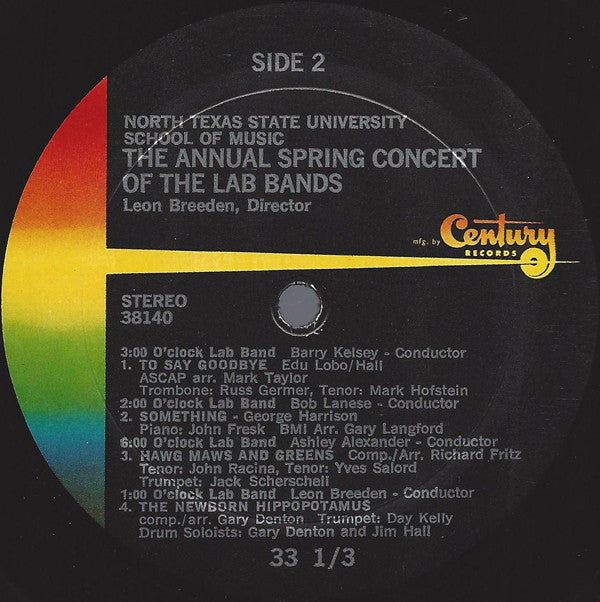 SIDE 2
NORTH TEXAS STATE UNIVERSITY
SCHOOL OF MUSIC
THE ANNUAL SPRING CONCERT
OF THE LAB BANDS
Leon Breeden, Director
mfg. by Century
RECORDS
STEREO
38140
3:00 O'clock Lab Band Barry Kelsey - Conductor
1. TO SAY GOODBYE Edu Lobo/Hall
ASCAP arr. Mark Taylor
Trombone: Russ Germer, Tenor: Mark Hofstein
2:00 O'clock Lab Band Bob Lanese - Conductor
2. SOMETHING - George Harrison
Piano: John Fresk BMI Arr. Gary Langford
6:00 O'clock Lab Band Ashley Alexander - Conductor
3. HAWG MAWS AND GREENS Comp./Arr. Richard Fritz
Tenor: John Racina, Tenor: Yves Salord
Trumpet: Jack Scherschell
1:00 O'clock Lab Band Leon Breeden - Conductor
4. THE NEWBORN HIPPOPOTAMUS
comp./arr. Gary Denton Trumpet: Day Kelly
Drum Soloists: Gary Denton and Jim Hall
33 1/3